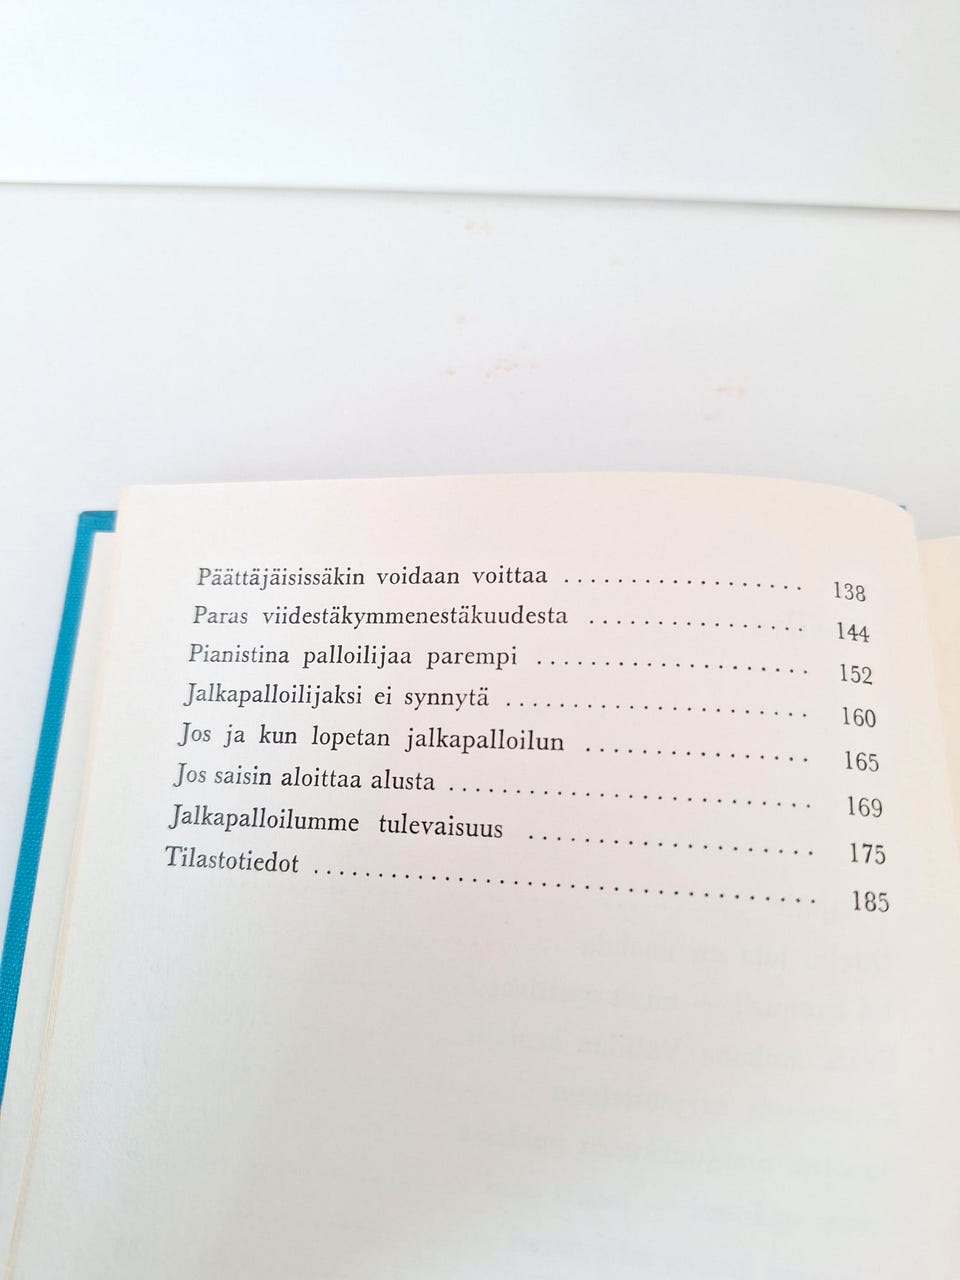 Päättäjäisissäkin voidaan voittaa .................. 138
Paras viidestäkymmenestäkuudesta ................ 144
Pianistina palloilijaa parempi ..................... 152
Jalkapalloilijaksi ei synnytä ....................... 160
Jos ja kun lopetan jalkapalloilun ................. 165
Jos saisin aloittaa alusta ............................ 169
Jalkapalloilumme tulevaisuus ...................... 175
Tilastotiedot ...................................... 185